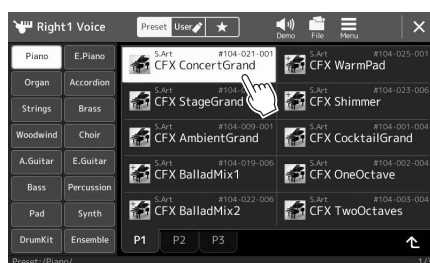 Right1 Voice
Preset User ★
Demo File Menu
Piano E.Piano
Organ Accordion
Strings Brass
Woodwind Choir
A.Guitar E.Guitar
Bass Percussion
Pad Synth
DrumKit Ensemble
S.Art #104-021-001
CFX ConcertGrand
S.Art #104-025-001
CFX WarmPad
S.Art
CFX StageGrand
S.Art #104-023-006
CFX Shimmer
S.Art #104-009-001
CFX AmbientGrand
S.Art #104-001-004
CFX CocktailGrand
S.Art #104-019-006
CFX BalladMix1
S.Art #104-002-004
CFX OneOctave
S.Art #104-022-006
CFX BalladMix2
S.Art #104-003-004
CFX TwoOctaves
P1 P2 P3
Preset:/Piano/